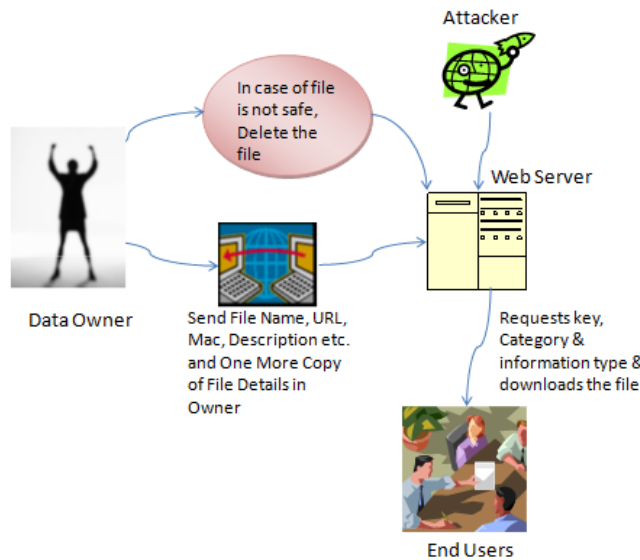 Attacker
In case of file
is not safe,
Delete the
file
Web Server
Data Owner
Send File Name, URL,
Mac, Description etc.
and One More Copy
of File Details in
Owner
Requests key,
Category &
information type &
downloads the file
End Users